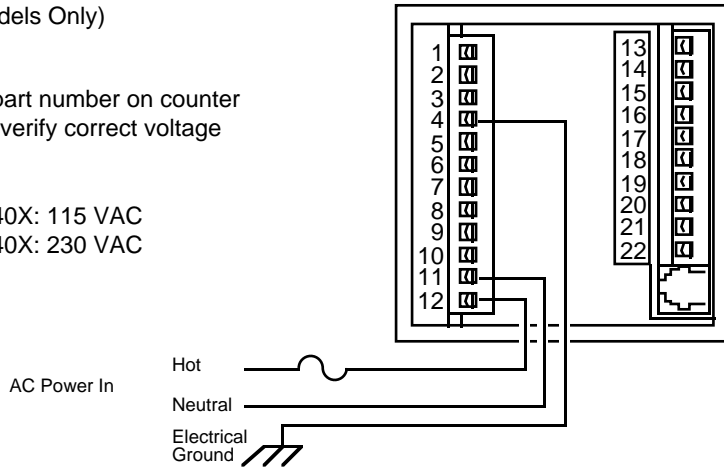 dels Only)
part number on counter
verify correct voltage
40X: 115 VAC
40X: 230 VAC
1
2
3
4
5
6
7
8
9
10
11
12
13
14
15
16
17
18
19
20
21
22
AC Power In
Hot
Neutral
Electrical
Ground